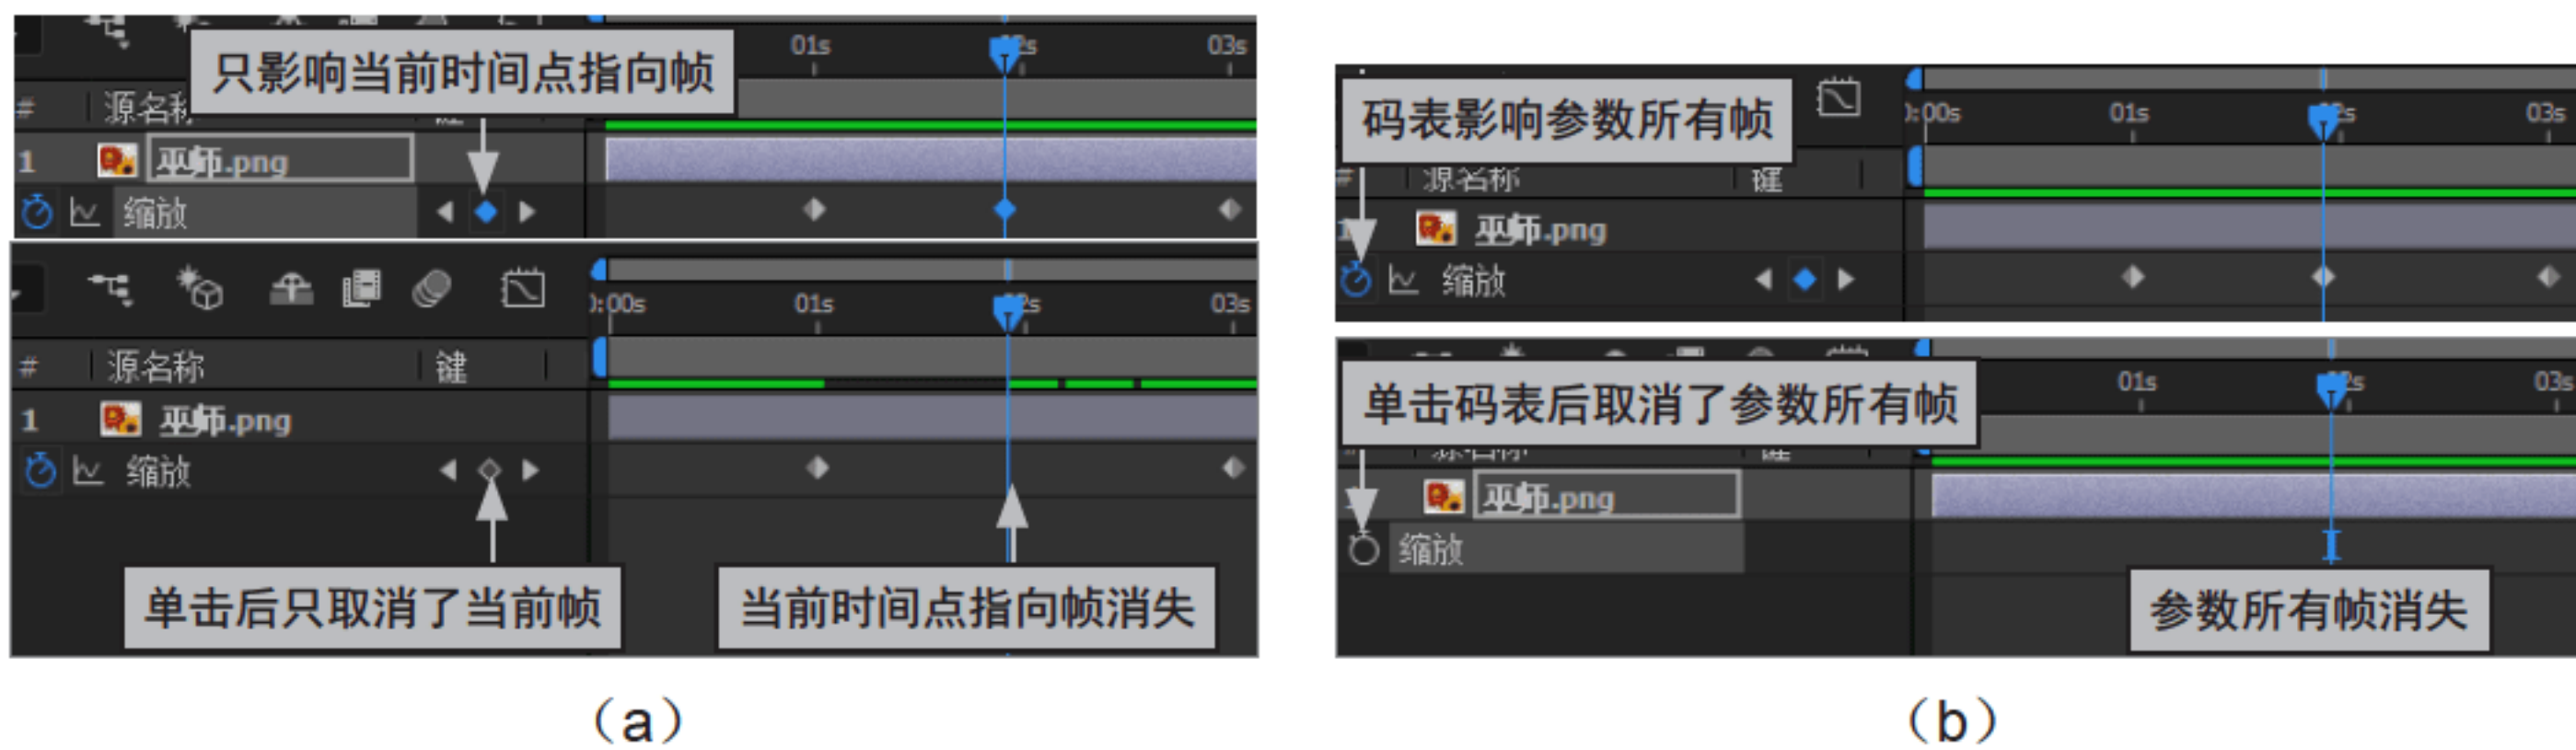 只影响当前时间点指向帧
01s
03s
#
源名称
1
巫师.png
缩放
0:00s
01s
03s
#
源名称
键
1
巫师.png
缩放
单击后只取消了当前帧
当前时间点指向帧消失
(a)
码表影响参数所有帧
0:00s
01s
03s
源名称
键
巫师.png
缩放
单击码表后取消了参数所有帧
01s
03s
巫师.png
缩放
参数所有帧消失
(b)